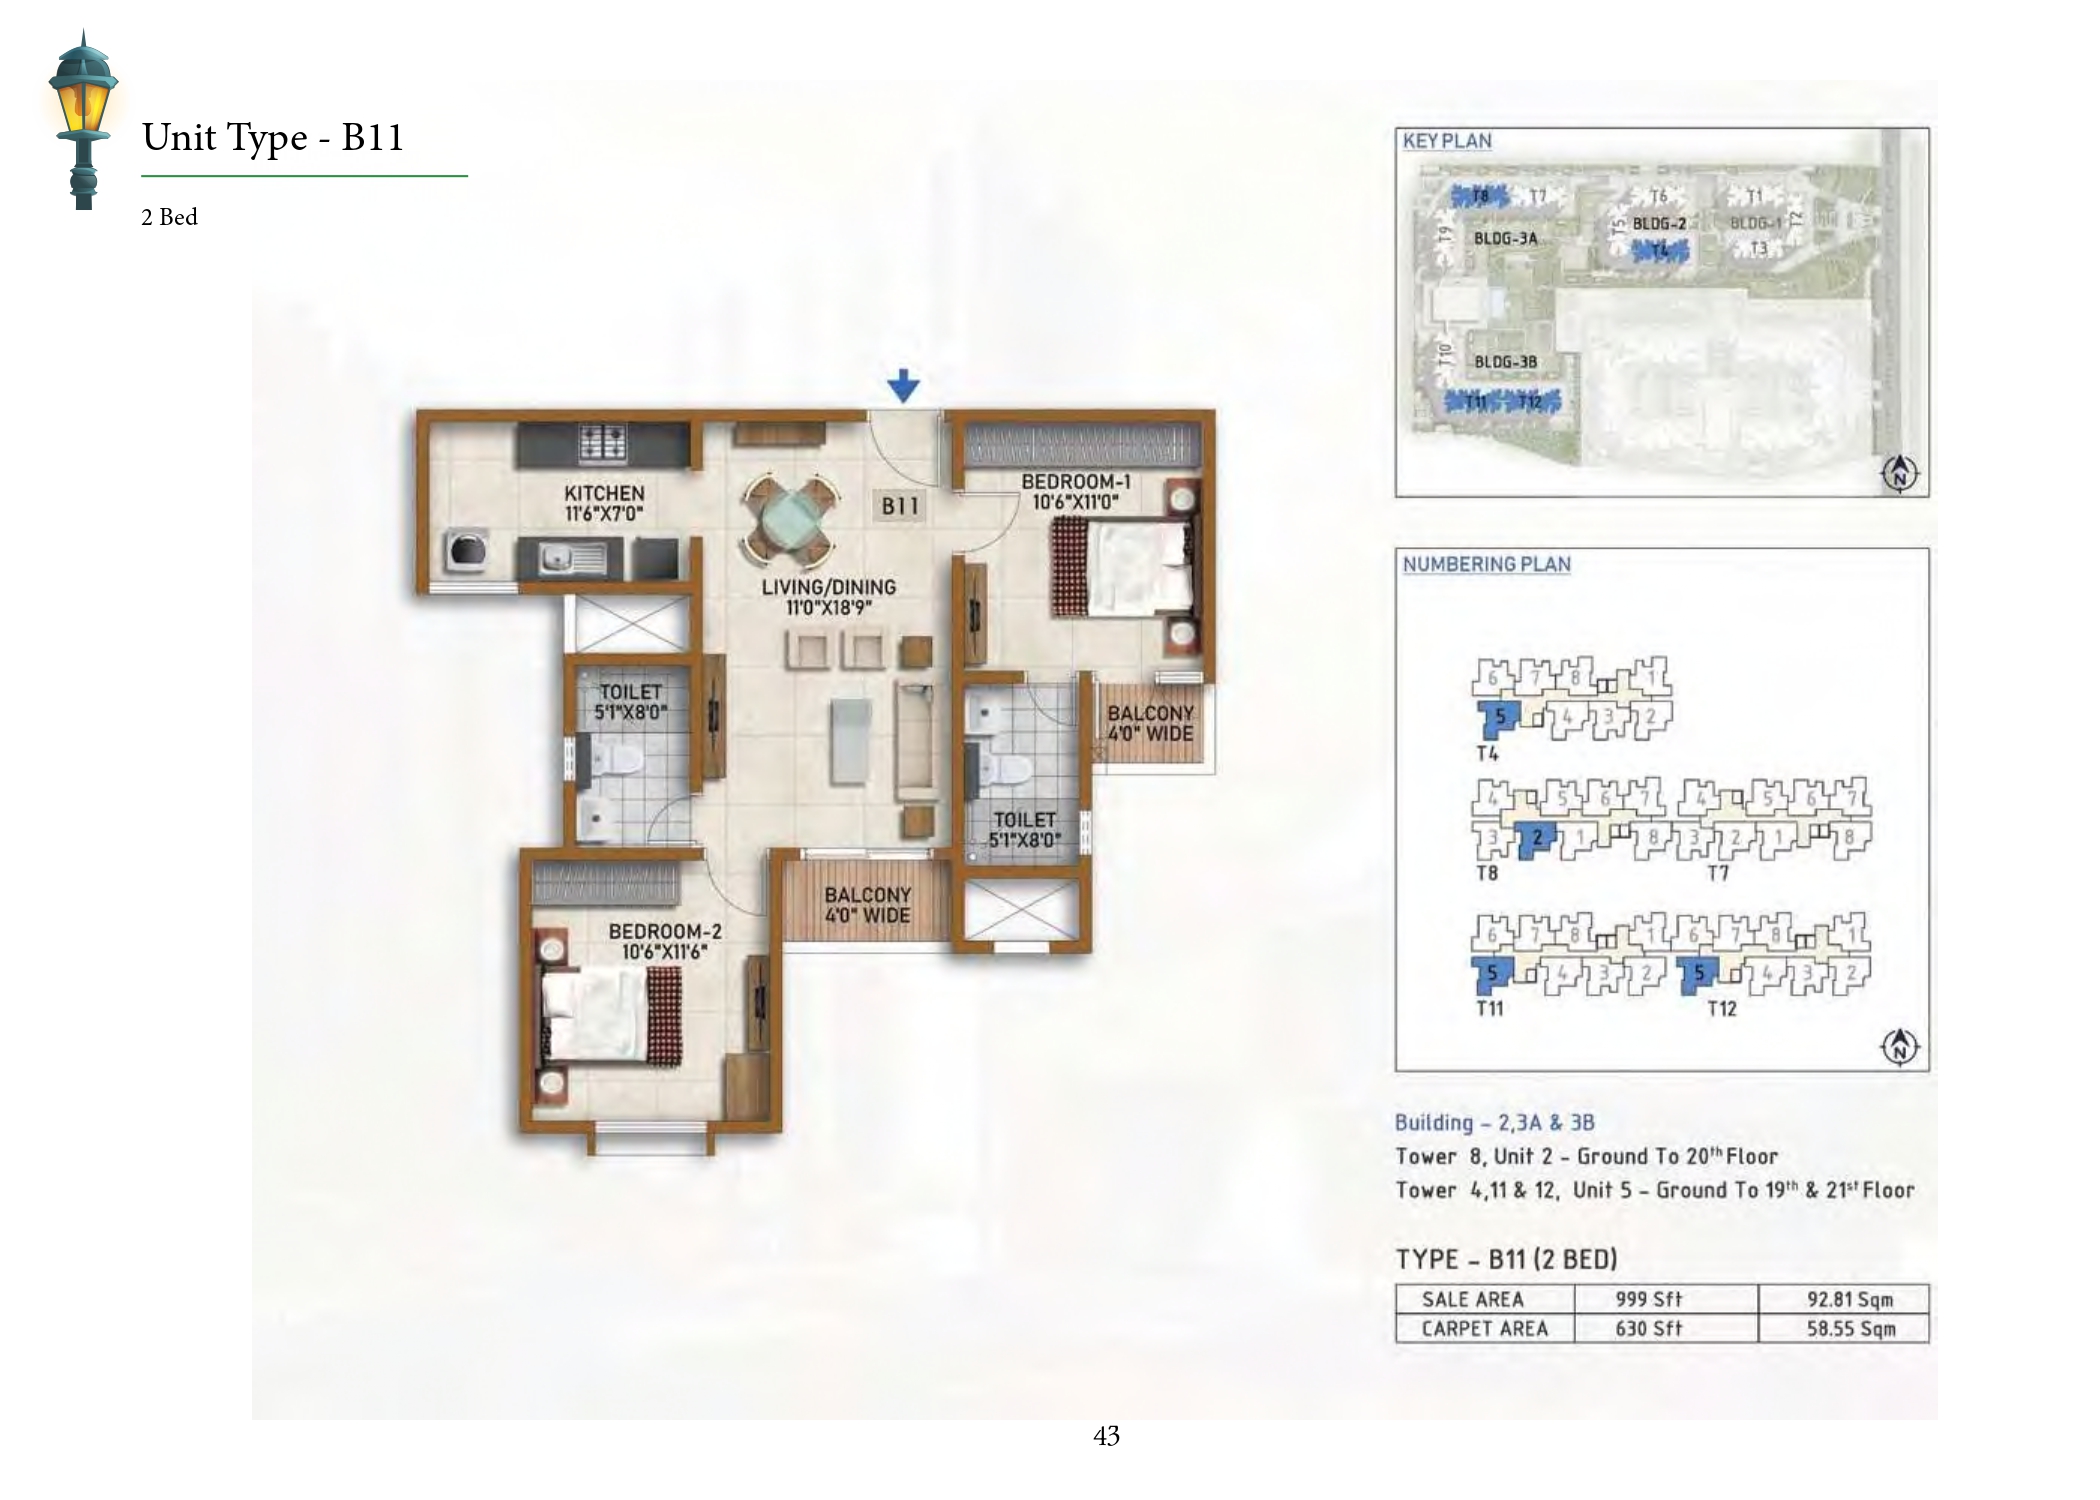 Unit Type - B11
2 Bed
KEY PLAN
T8
T7
T6
T1
T9
BLDG-3A
T5
BLDG-2
BLDG-1
T2
T4
T3
T10
BLDG-3B
T11
T12
N
B11
KITCHEN
11'6"X7'0"
LIVING/DINING
11'0"X18'9"
BEDROOM-1
10'6"X11'0"
TOILET
5'1"X8'0"
BALCONY
4'0" WIDE
TOILET
5'1"X8'0"
BALCONY
4'0" WIDE
BEDROOM-2
10'6"X11'6"
NUMBERING PLAN
6 7 8 1
5 4 3 2
T4
4 5 6 7 4 5 6 7
3 2 1 8 3 2 1 8
T8 T7
6 7 8 1 6 7 8 1
5 4 3 2 5 4 3 2
T11 T12
N
Building - 2,3A & 3B
Tower 8, Unit 2 - Ground To 20th Floor
Tower 4,11 & 12, Unit 5 - Ground To 19th & 21st Floor
TYPE - B11 (2 BED)
SALE AREA 999 Sft 92.81 Sqm
CARPET AREA 630 Sft 58.55 Sqm
43